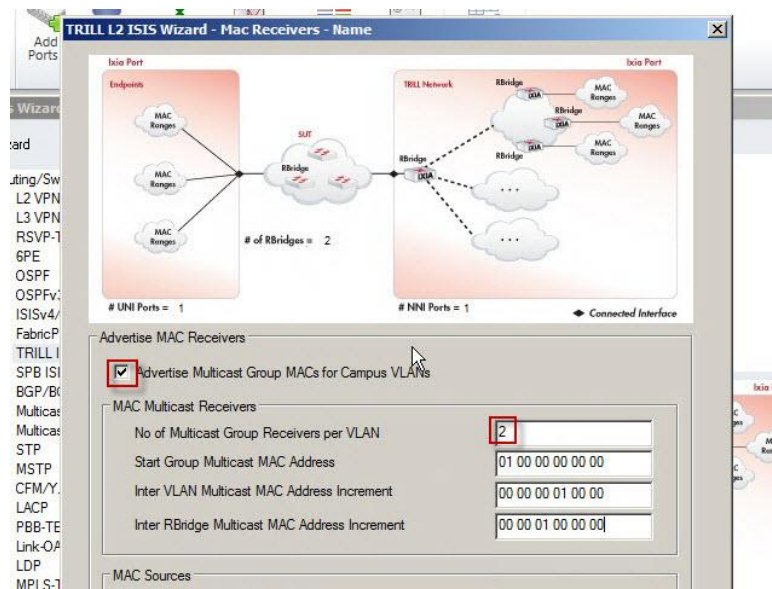 Add
Ports
TRILL L2 ISIS Wizard - Mac Receivers - Name
Ixia Port
Ixia Port
Endpoints
TRILL Network
RBridge
IXIA
MAC
Ranges
RBridge
IXIA
MAC
Ranges
RBridge
IXIA
MAC
Ranges
MAC
Ranges
SUT
RBridge
RBridge
IXIA
MAC
Ranges
MAC
Ranges
...
...
# of RBridges = 2
# UNI Ports = 1
# NNI Ports = 1
Connected Interface
Advertise MAC Receivers
Advertise Multicast Group MACs for Campus VLANs
MAC Multicast Receivers
No of Multicast Group Receivers per VLAN
2
Start Group Multicast MAC Address
01 00 00 00 00 00
Inter VLAN Multicast MAC Address Increment
00 00 00 01 00 00
Inter RBridge Multicast MAC Address Increment
00 00 01 00 00 00
MAC Sources
s Wizard
zard
uting/Sw
L2 VPN
L3 VPN
RSVP-T
6PE
OSPF
OSPFv3
ISISv4/
FabricP
TRILL I
SPB ISI
BGP/B
Multicas
Multicas
STP
MSTP
CFM/Y.
LACP
PBB-TE
Link-OA
LDP
MPLS-T
Ixia